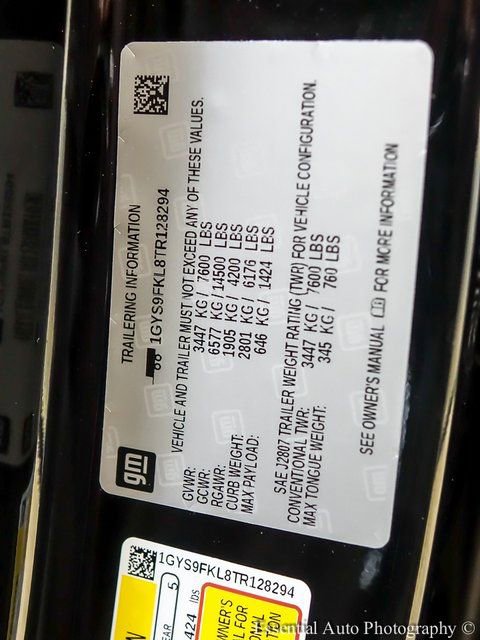 TRAILERING INFORMATION
1GYS9FKL8TR128294
VEHICLE AND TRAILER MUST NOT EXCEED ANY OF THESE VALUES.
GVWR: 3447 KG / 7600 LBS
GCWR: 6577 KG / 14500 LBS
RGAWR: 1905 KG / 4200 LBS
CURB WEIGHT: 2801 KG / 6176 LBS
MAX PAYLOAD: 646 KG / 1424 LBS
SAE J2807 TRAILER WEIGHT RATING (TWR) FOR VEHICLE CONFIGURATION.
CONVENTIONAL TWR: 3447 KG / 7600 LBS
MAX TONGUE WEIGHT: 345 KG / 760 LBS
SEE OWNER'S MANUAL FOR MORE INFORMATION
gm
1GYS9FKL8TR128294
5
424 lbs
Auto Photography ©